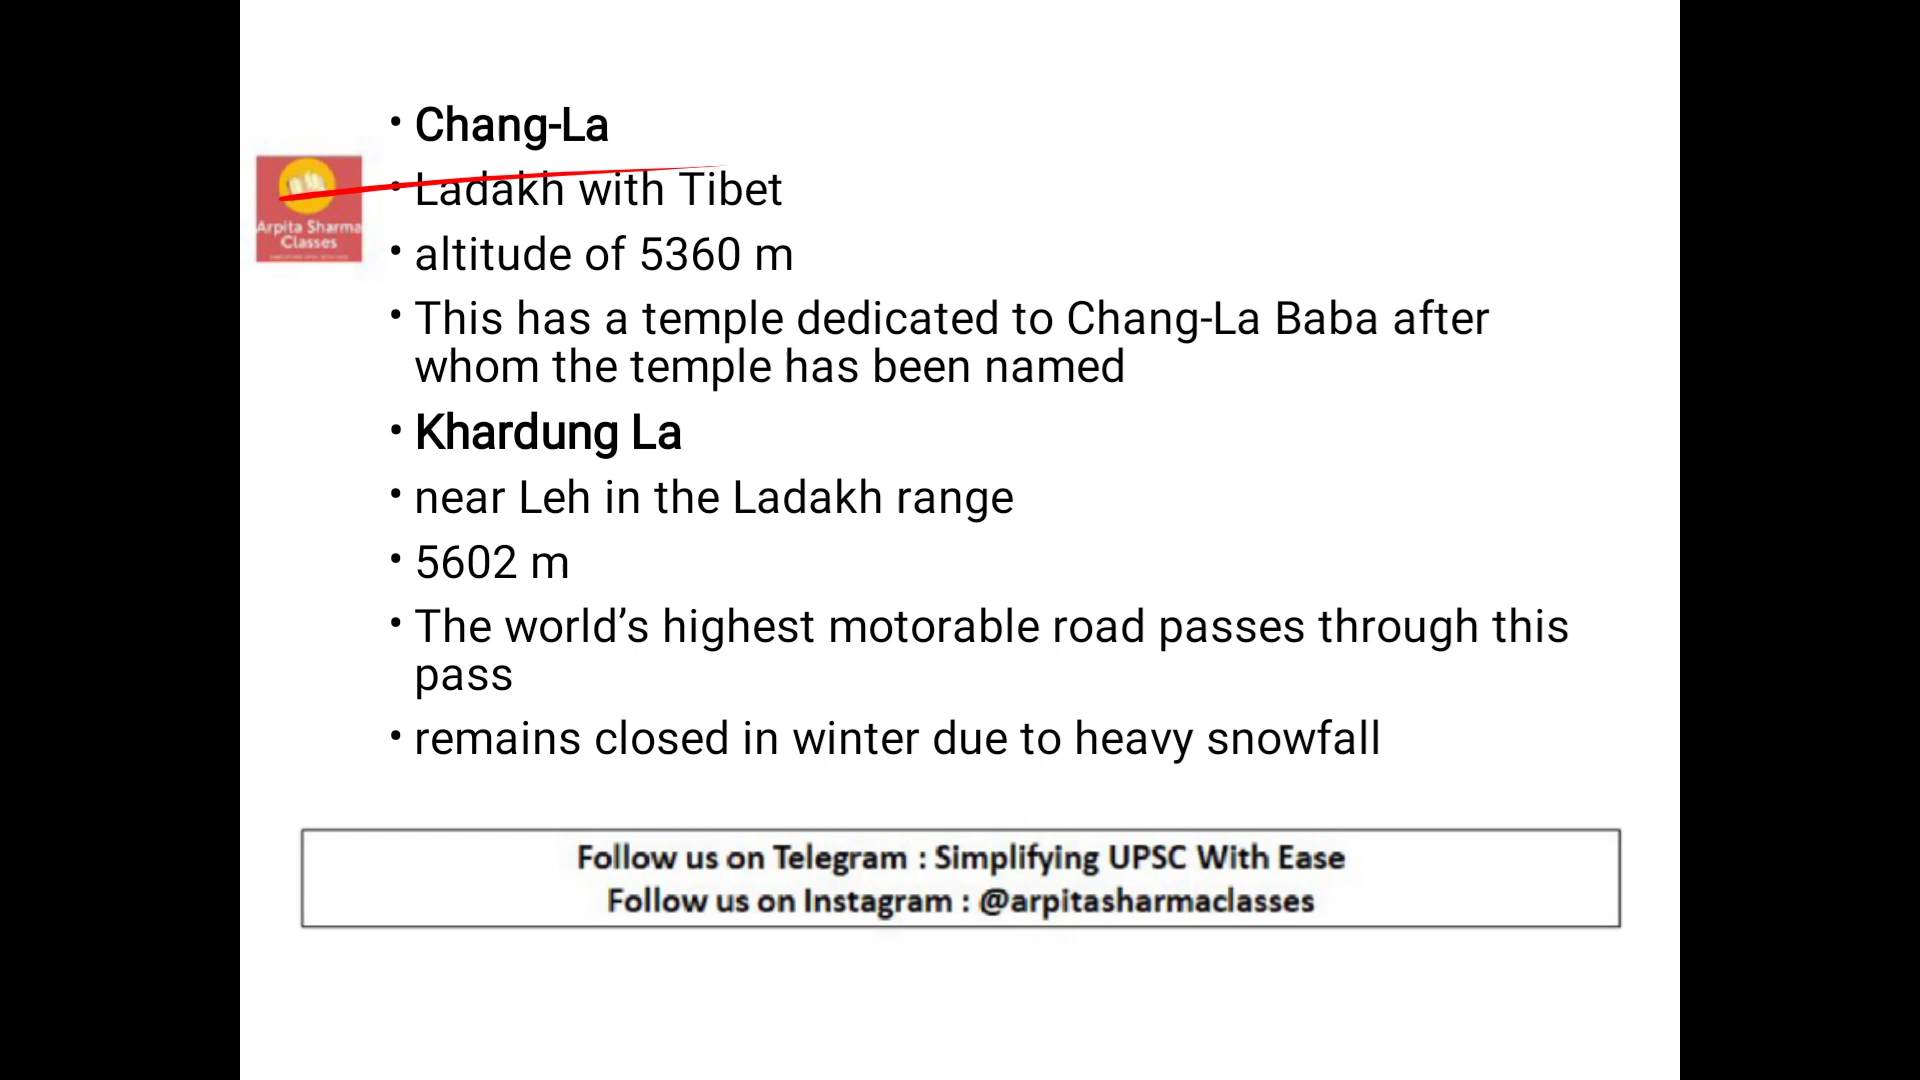 • Chang-La
• Ladakh with Tibet
• altitude of 5360 m
• This has a temple dedicated to Chang-La Baba after
whom the temple has been named
• Khardung La
• near Leh in the Ladakh range
• 5602 m
• The world’s highest motorable road passes through this
pass
• remains closed in winter due to heavy snowfall
Arpita Sharma
Classes
Follow us on Telegram : Simplifying UPSC With Ease
Follow us on Instagram : @arpitasharmaclasses